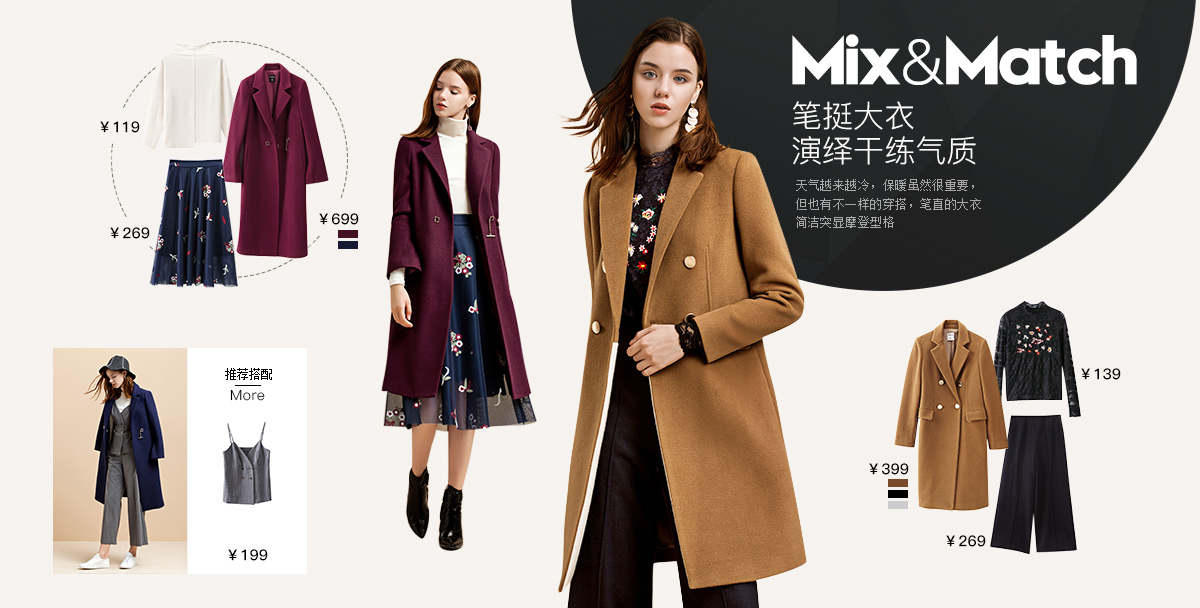 Mix&Match
笔挺大衣
演绎干练气质
天气越来越冷，保暖虽然很重要，
但也有不一样的穿搭，笔直的大衣
简洁突显摩登型格
¥119
¥269
¥699
推荐搭配
More
¥199
¥139
¥399
¥269